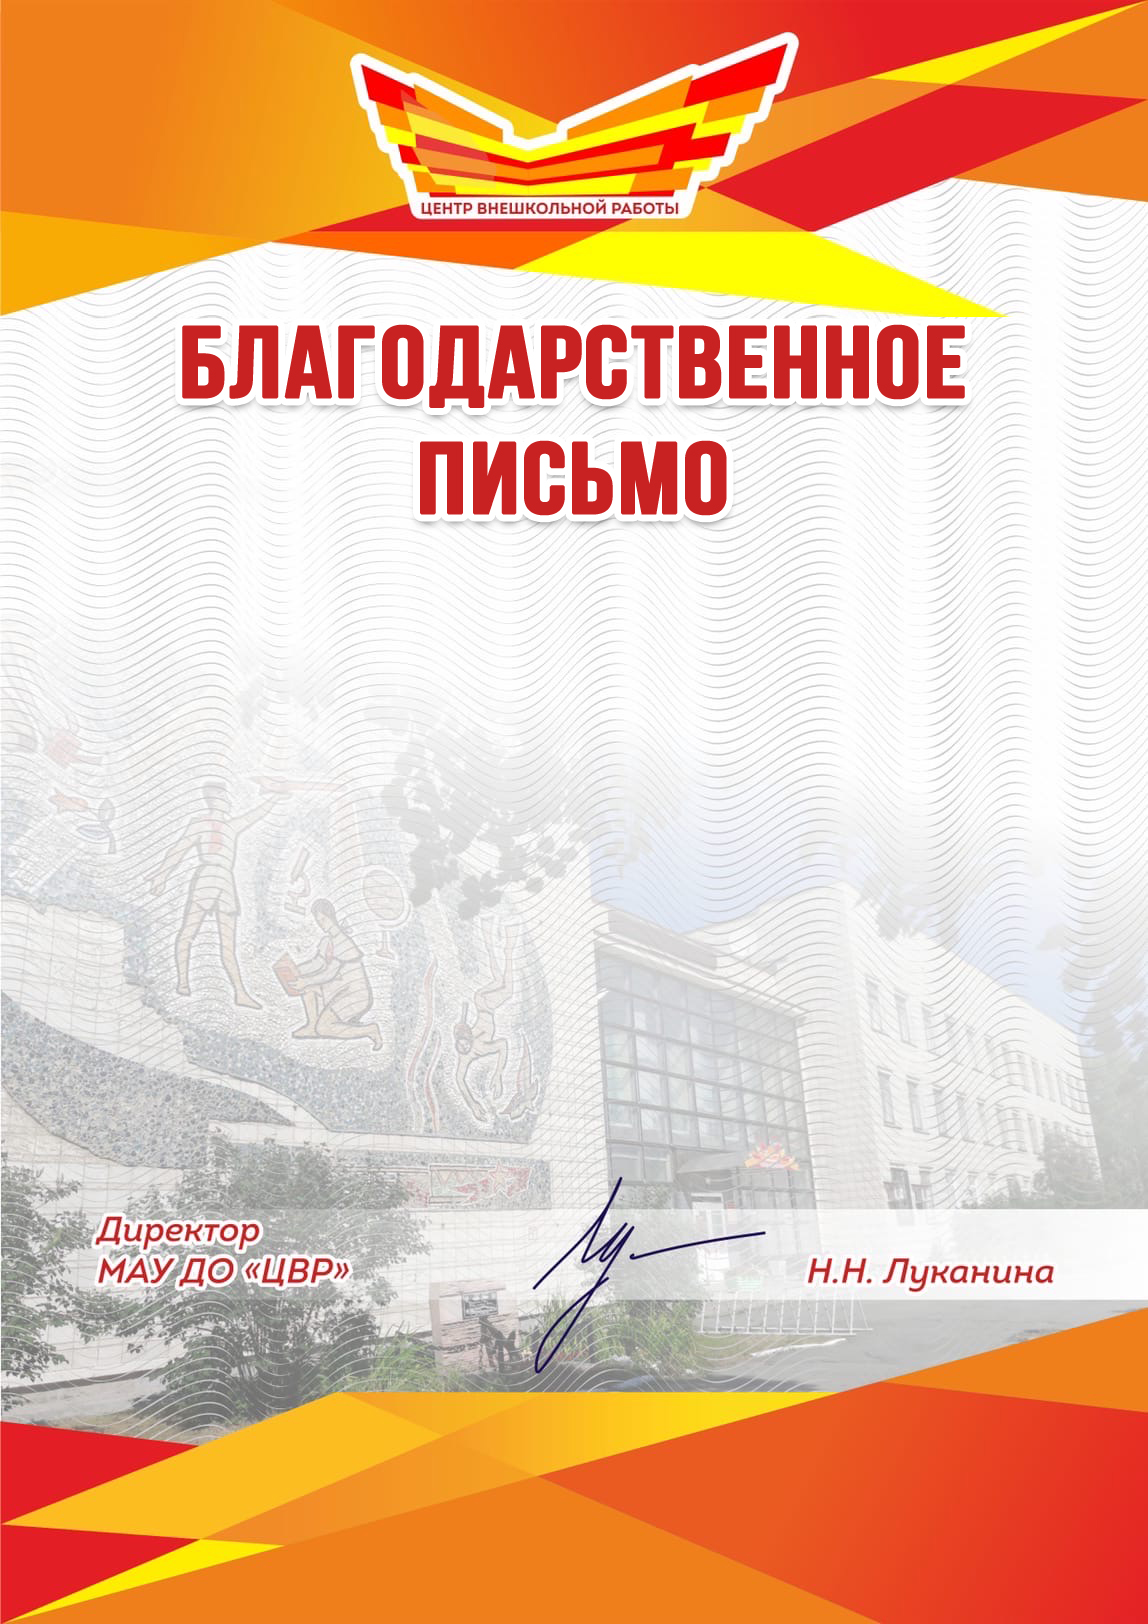 ЦЕНТР ВНЕШКОЛЬНОЙ РАБОТЫ
БЛАГОДАРСТВЕННОЕ
ПИСЬМО
Директор
МАУ ДО «ЦВР»
Н.Н. Луканина